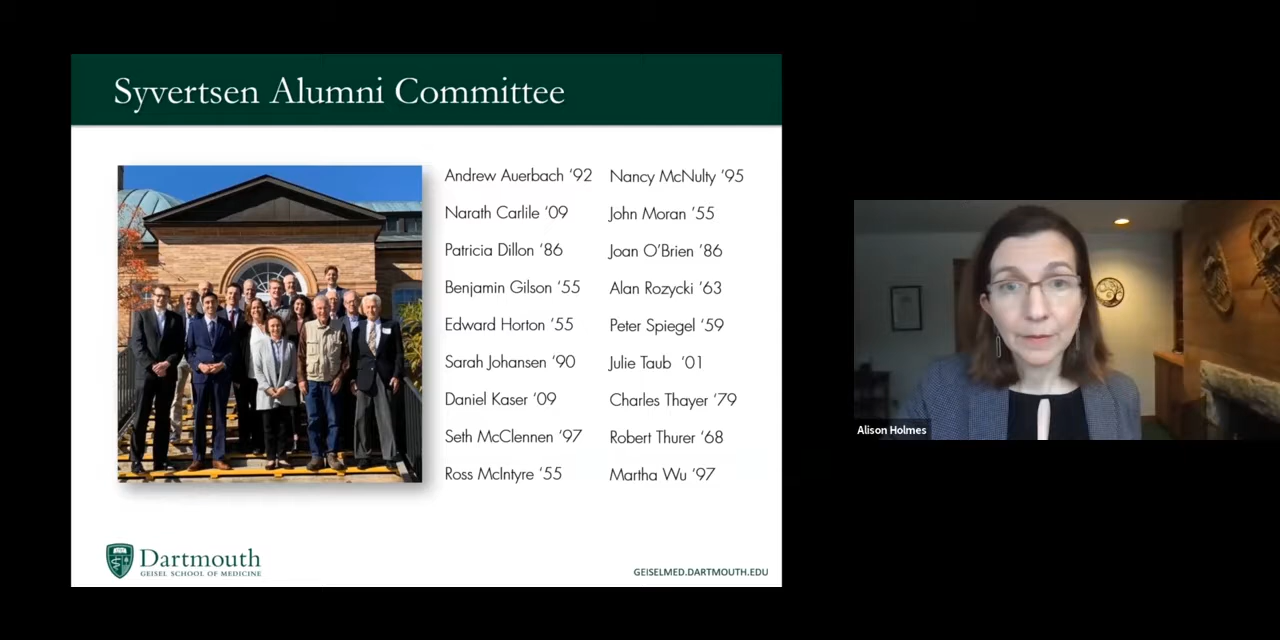 Syvertsen Alumni Committee
Andrew Auerbach ‘92
Narath Carlile ‘09
Patricia Dillon ‘86
Benjamin Gilson ‘55
Edward Horton ‘55
Sarah Johansen ‘90
Daniel Kaser ‘09
Seth McClennen ‘97
Ross McIntyre ‘55
Nancy McNulty ‘95
John Moran ‘55
Joan O’Brien ‘86
Alan Rozycki ‘63
Peter Spiegel ‘59
Julie Taub ‘01
Charles Thayer ‘79
Robert Thurer ‘68
Martha Wu ‘97
Dartmouth
GEISEL SCHOOL OF MEDICINE
GEISELMED.DARTMOUTH.EDU
Alison Holmes